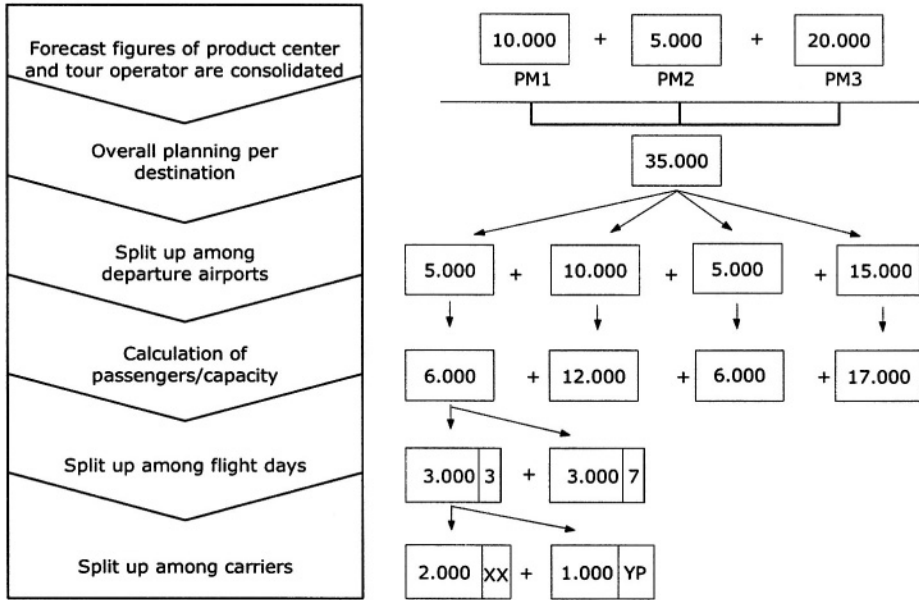 Forecast figures of product center
and tour operator are consolidated
10.000 + 5.000 + 20.000
PM1 PM2 PM3
Overall planning per
destination
35.000
Split up among
departure airports
5.000 + 10.000 + 5.000 + 15.000
Calculation of
passengers/capacity
6.000 + 12.000 + 6.000 + 17.000
Split up among flight days
3.000 3 + 3.000 7
Split up among carriers
2.000 XX + 1.000 YP